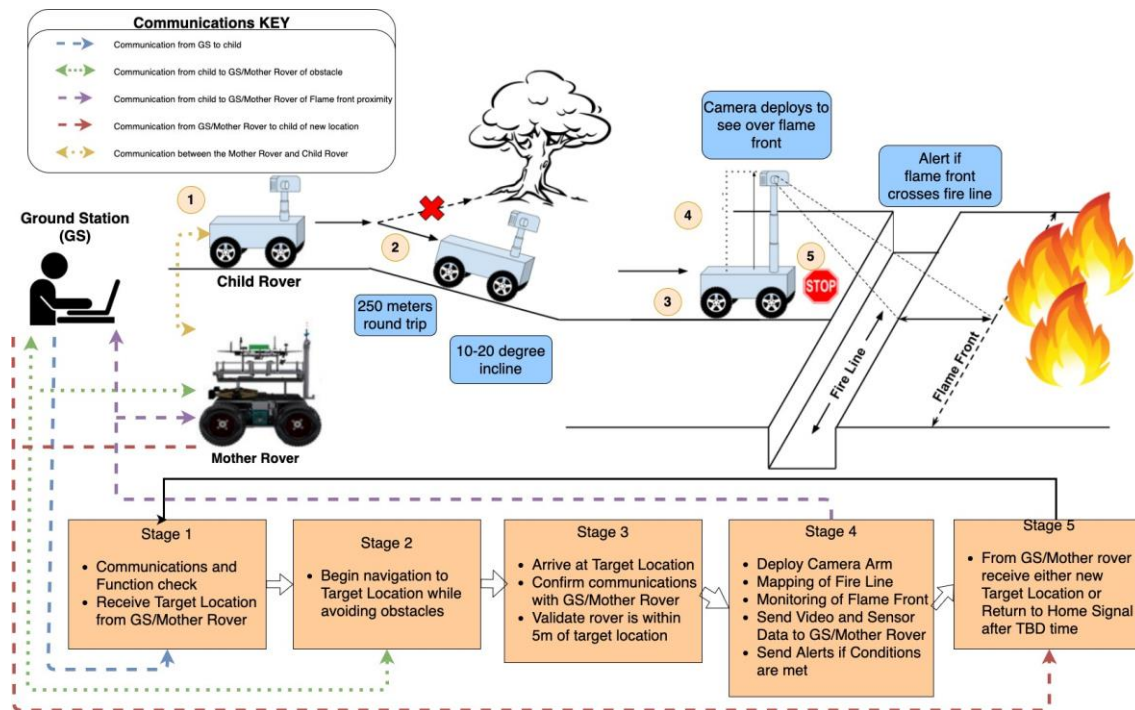 Communications KEY
Communication from GS to child
Communication from child to GS/Mother Rover of obstacle
Communication from child to GS/Mother Rover of Flame front proximity
Communication from GS/Mother Rover to child of new location
Communication between the Mother Rover and Child Rover
Camera deploys to
see over flame
front
Alert if
flame front
crosses fire line
1
Ground Station
(GS)
2
4
5
STOP
Child Rover
3
250 meters
round trip
10-20 degree
incline
Fire Line
Flame Front
Mother Rover
Stage 1
• Communications and
Function check
• Receive Target Location
from GS/Mother Rover
Stage 2
• Begin navigation to
Target Location while
avoiding obstacles
Stage 3
• Arrive at Target Location
• Confirm communications
with GS/Mother Rover
• Validate rover is within
5m of target location
Stage 4
• Deploy Camera Arm
• Mapping of Fire Line
• Monitoring of Flame Front
• Send Video and Sensor
Data to GS/Mother Rover
• Send Alerts if Conditions
are met
Stage 5
• From GS/Mother rover
receive either new
Target Location or
Return to Home Signal
after TBD time